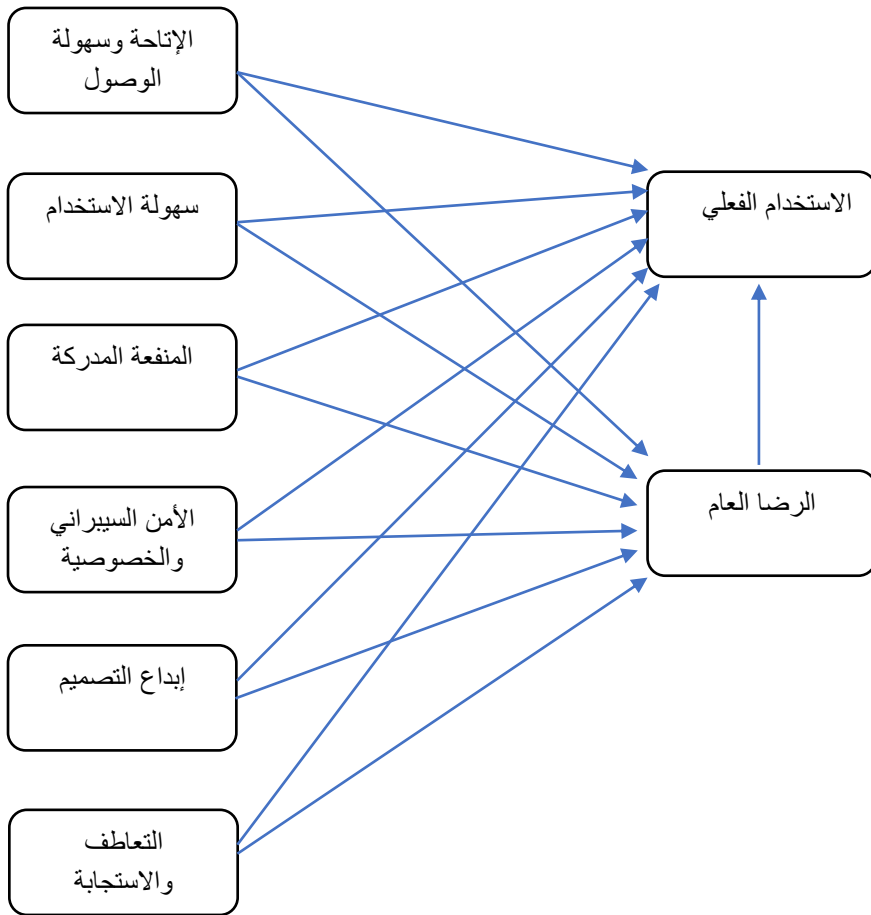 الإتاحة وسهولة
الوصول
سهولة الاستخدام
الاستخدام الفعلي
المنفعة المدركة
الأمن السيبراني
والخصوصية
الرضا العام
إبداع التصميم
التعاطف
والاستجابة